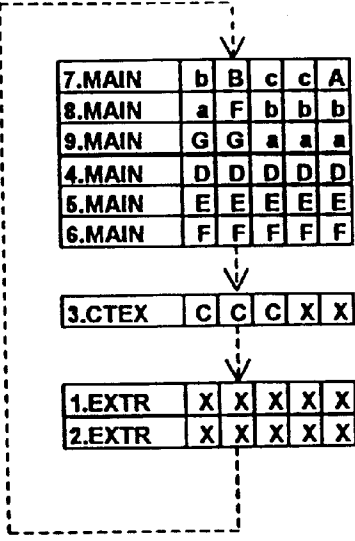 7.MAIN b B c c A
8.MAIN a F b b b
9.MAIN G G a a a
4.MAIN D D D D D
5.MAIN E E E E E
6.MAIN F F F F F
3.CTEX C C C X X
1.EXTR X X X X X
2.EXTR X X X X X